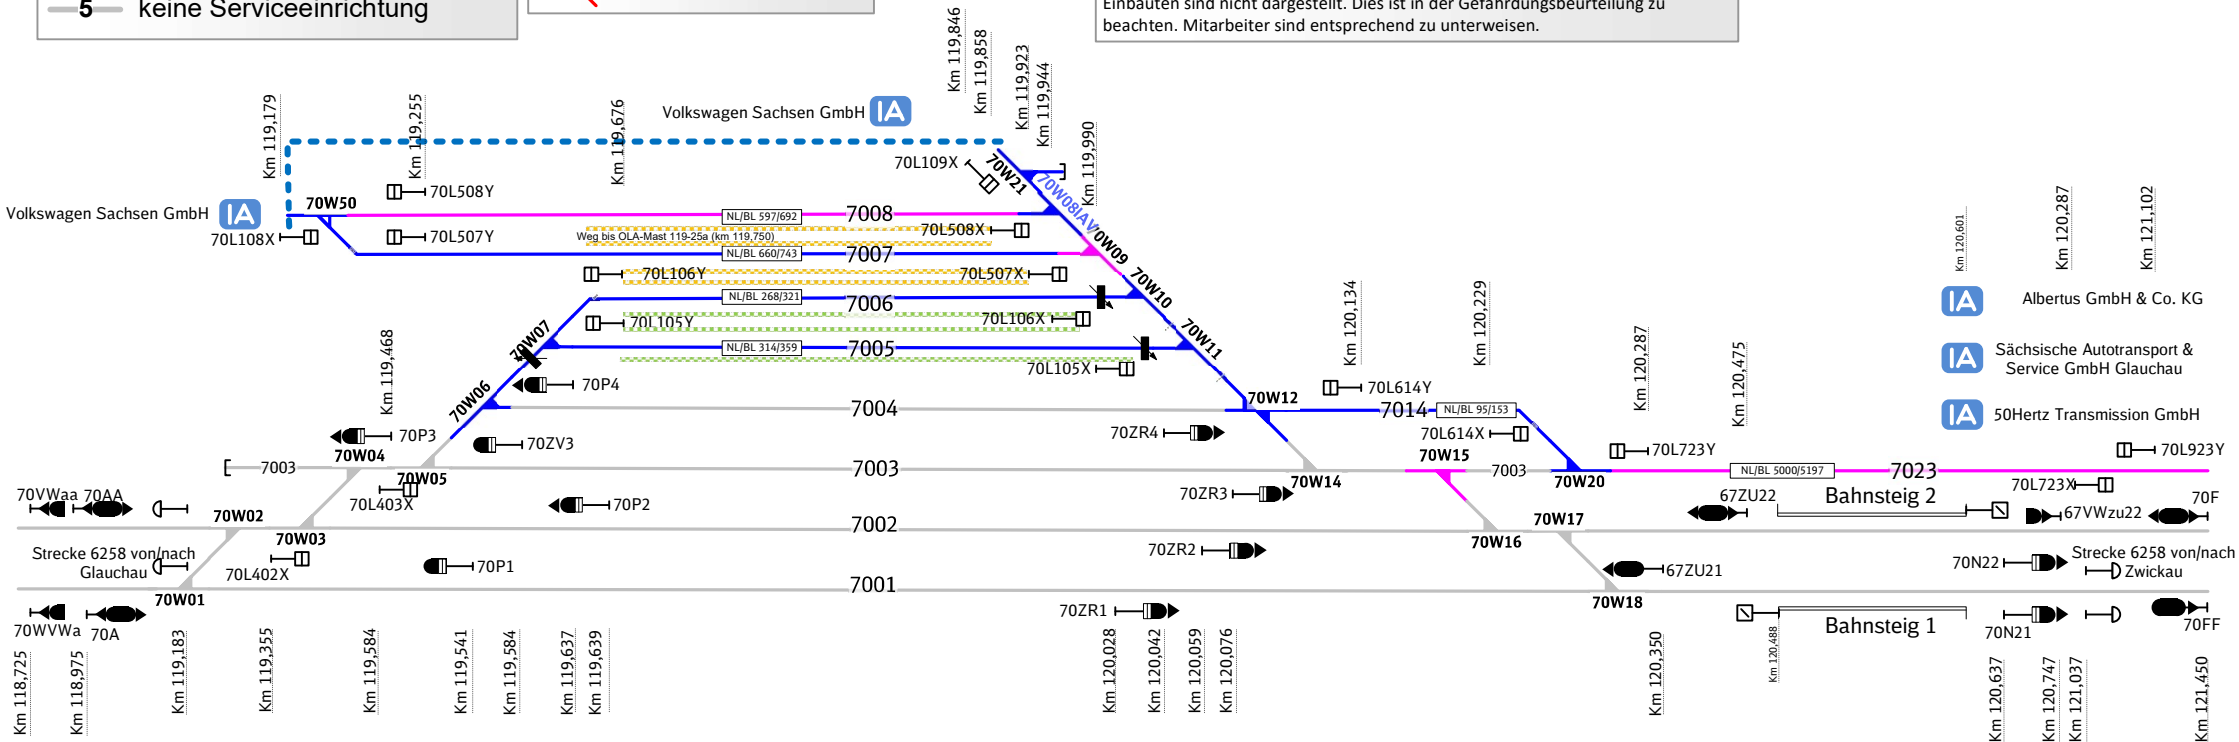 5 keine Serviceeinrichtung
Einbauten sind nicht dargestellt. Dies ist in der Gefährdungsbeurteilung zu
beachten. Mitarbeiter sind entsprechend zu unterweisen.
Km 119,179
Km 119,255
Km 119,676
Km 119,846
Km 119,858
Km 119,923
Km 119,944
Km 119,990
Volkswagen Sachsen GmbH IA
70L109X
70W21
70W08IAV
70W09
70W10
70W11
Volkswagen Sachsen GmbH IA
70W50
70L508Y
70L108X
70L507Y
NL/BL 597/692
7008
70L508X
Weg bis OLA-Mast 119-25a (km 119,750)
NL/BL 660/743
7007
70L106Y
70L507X
NL/BL 268/321
7006
70L105Y
70L106X
NL/BL 314/359
7005
70L105X
70W07
70W06
70P4
Km 119,468
Km 120,134
Km 120,229
Km 120,287
Km 120,475
Km 120,601
Km 120,287
Km 121,102
IA Albertus GmbH & Co. KG
IA Sächsische Autotransport &
Service GmbH Glauchau
IA 50Hertz Transmission GmbH
70W12
70L614Y
7004
7014
NL/BL 95/153
70P3
70ZV3
70ZR4
70L614X
70L723Y
70L923Y
70W04
70W15
7003
7003
7003
NL/BL 5000/5197
7023
70W05
70W14
70W20
70VWaa
70AA
70L403X
70P2
70ZR3
67ZU22
Bahnsteig 2
70L723X
70F
67VWzu22
70W02
7002
70W17
70W03
70W16
Strecke 6258 von/nach
Glauchau
70L402X
70P1
70ZR2
67ZU21
70N22
Strecke 6258 von/nach
Zwickau
7001
70W01
70W18
70WVWa
70A
70ZR1
Bahnsteig 1
70N21
70FF
Km 118,725
Km 118,975
Km 119,183
Km 119,355
Km 119,584
Km 119,541
Km 119,584
Km 119,637
Km 119,639
Km 120,028
Km 120,042
Km 120,059
Km 120,076
Km 120,350
Km 120,488
Km 120,637
Km 120,747
Km 121,037
Km 121,450